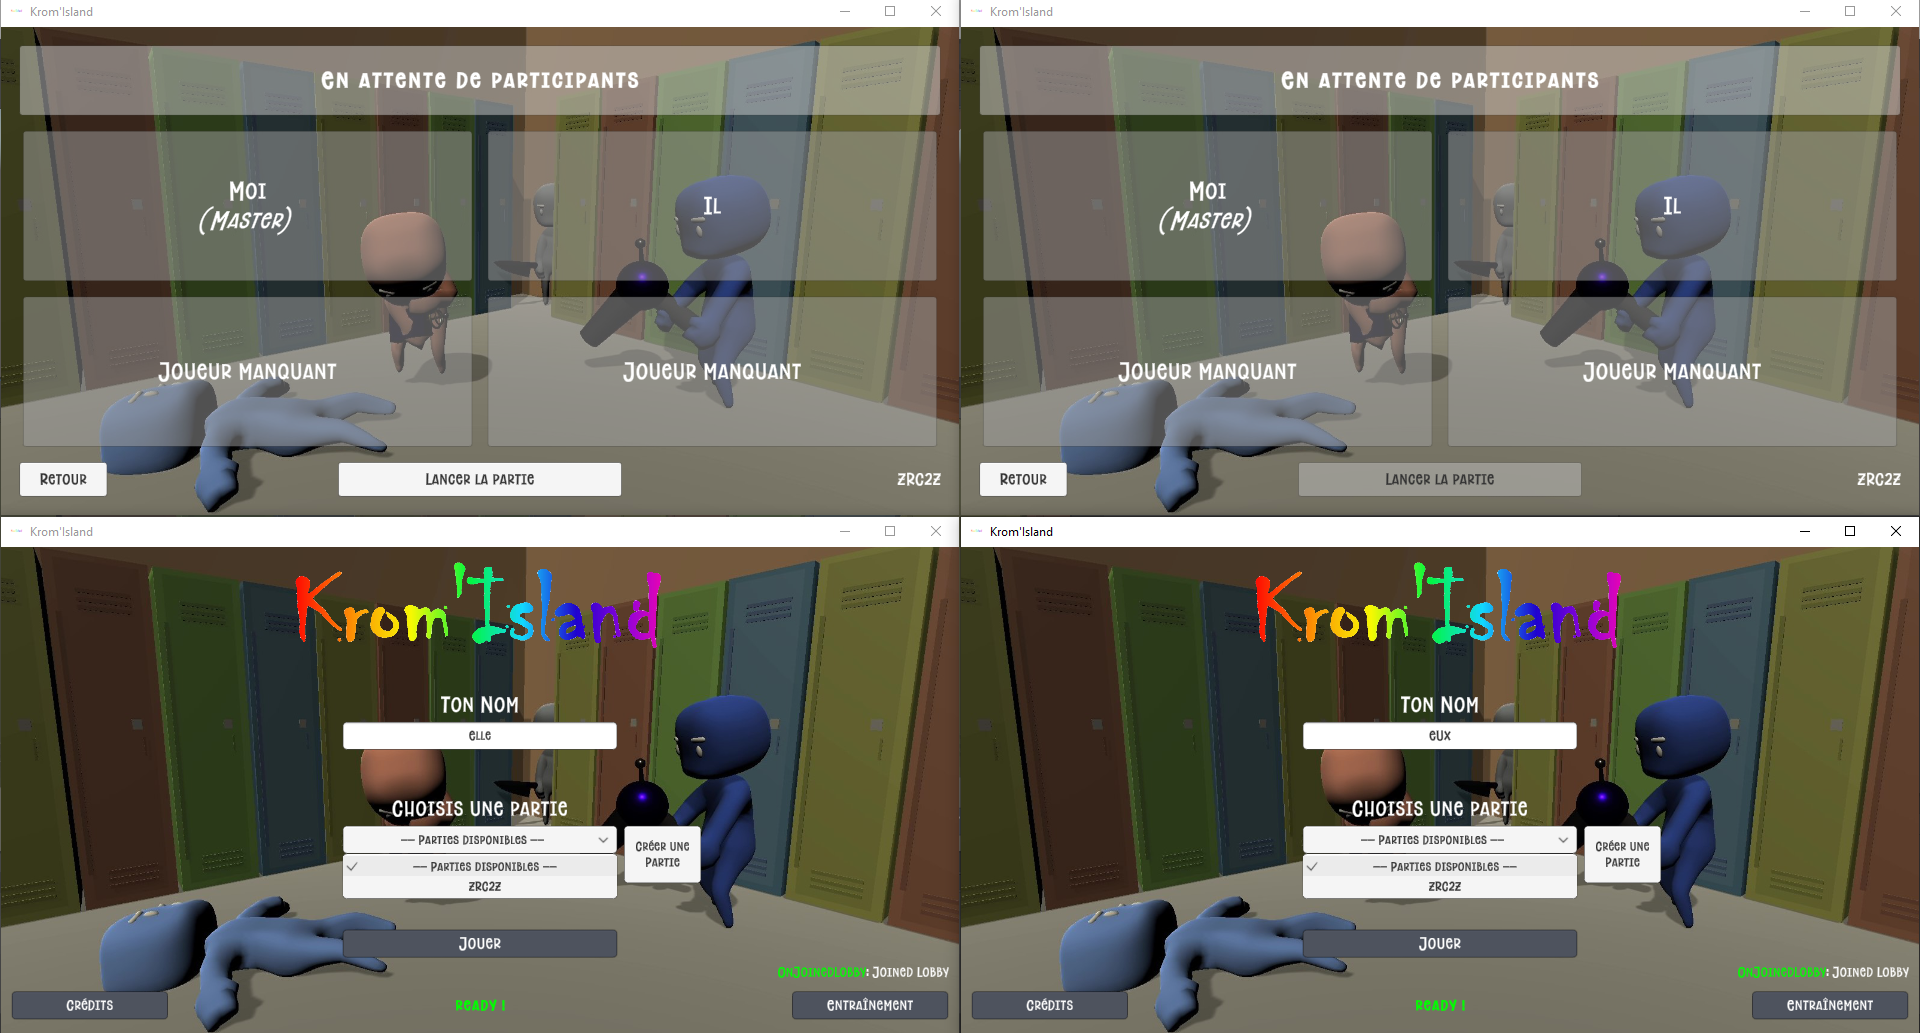 Krom'Island
En attente de participants
Moi
(Master)
Il
Joueur manquant
Joueur manquant
Retour
Lancer la partie
ZRC2Z
Krom'Island
En attente de participants
Moi
(Master)
Il
Joueur manquant
Joueur manquant
Retour
Lancer la partie
ZRC2Z
Krom'Island
Krom'Island
Ton Nom
elle
Choisis une partie
-- Parties disponibles --
Créer une
Partie
-- Parties disponibles --
ZRC2Z
Jouer
OnJoinedLobby: Joined Lobby
Crédits
Ready !
Entraînement
Krom'Island
Krom'Island
Ton Nom
eux
Choisis une partie
-- Parties disponibles --
Créer une
Partie
-- Parties disponibles --
ZRC2Z
Jouer
OnJoinedLobby: Joined Lobby
Crédits
Ready !
Entraînement